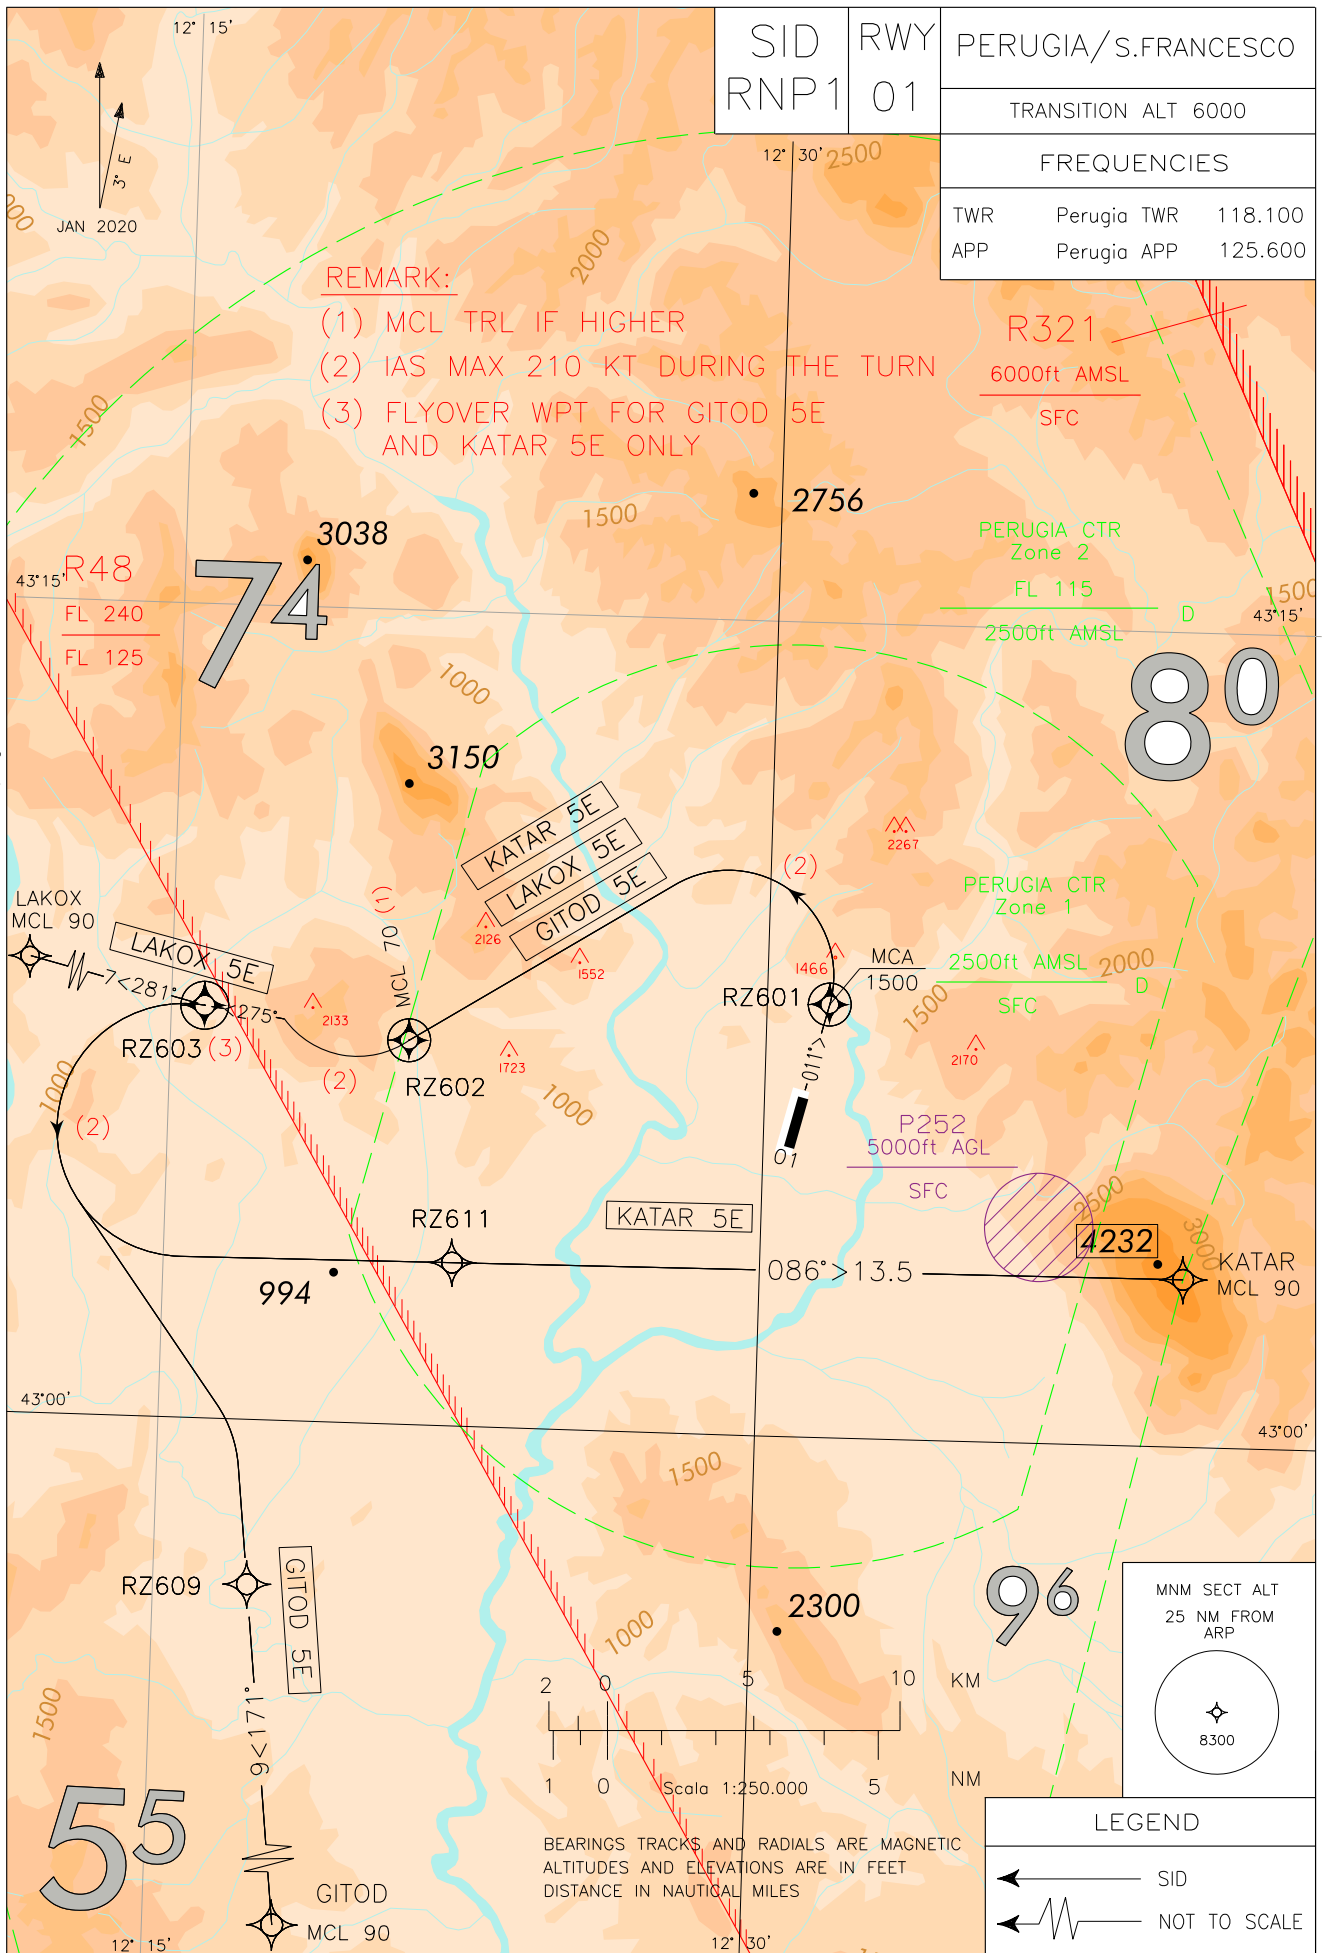 12° 15'
SID
RNP1
RWY
01
PERUGIA/S.FRANCESCO
TRANSITION ALT 6000
FREQUENCIES
TWR Perugia TWR 118.100
APP Perugia APP 125.600
3° E
JAN 2020
12° 30'
2500
2000
REMARK:
(1) MCL TRL IF HIGHER
(2) IAS MAX 210 KT DURING THE TURN
(3) FLYOVER WPT FOR GITOD 5E
AND KATAR 5E ONLY
R321
6000ft AMSL
SFC
1500
2756
1500
3038
PERUGIA CTR
Zone 2
FL 115
2500ft AMSL
D
1500
43°15'
43°15'
R48
FL 240
FL 125
74
80
1000
3150
KATAR 5E
LAKOX 5E
GITOD 5E
(2)
2267
PERUGIA CTR
Zone 1
2500ft AMSL
SFC
D
2000
LAKOX
MCL 90
LAKOX 5E
MCL 70 (1)
2126
1552
1466
MCA
1500
1500
7<281°
275°
2133
RZ601
RZ603 (3)
(2)
RZ602
1723
1000
011°>
01
2170
1000
(2)
P252
5000ft AGL
SFC
2500
3000
4232
KATAR
MCL 90
RZ611
KATAR 5E
086°>13.5
994
43°00'
43°00'
1500
RZ609
GITOD 5E
9<171°
96
2300
1000
1500
MNM SECT ALT
25 NM FROM
ARP
8300
2 0 5 10 KM
1 0 Scala 1:250.000 5 NM
55
BEARINGS TRACKS AND RADIALS ARE MAGNETIC
ALTITUDES AND ELEVATIONS ARE IN FEET
DISTANCE IN NAUTICAL MILES
GITOD
MCL 90
LEGEND
SID
NOT TO SCALE
12° 15'
12° 30'